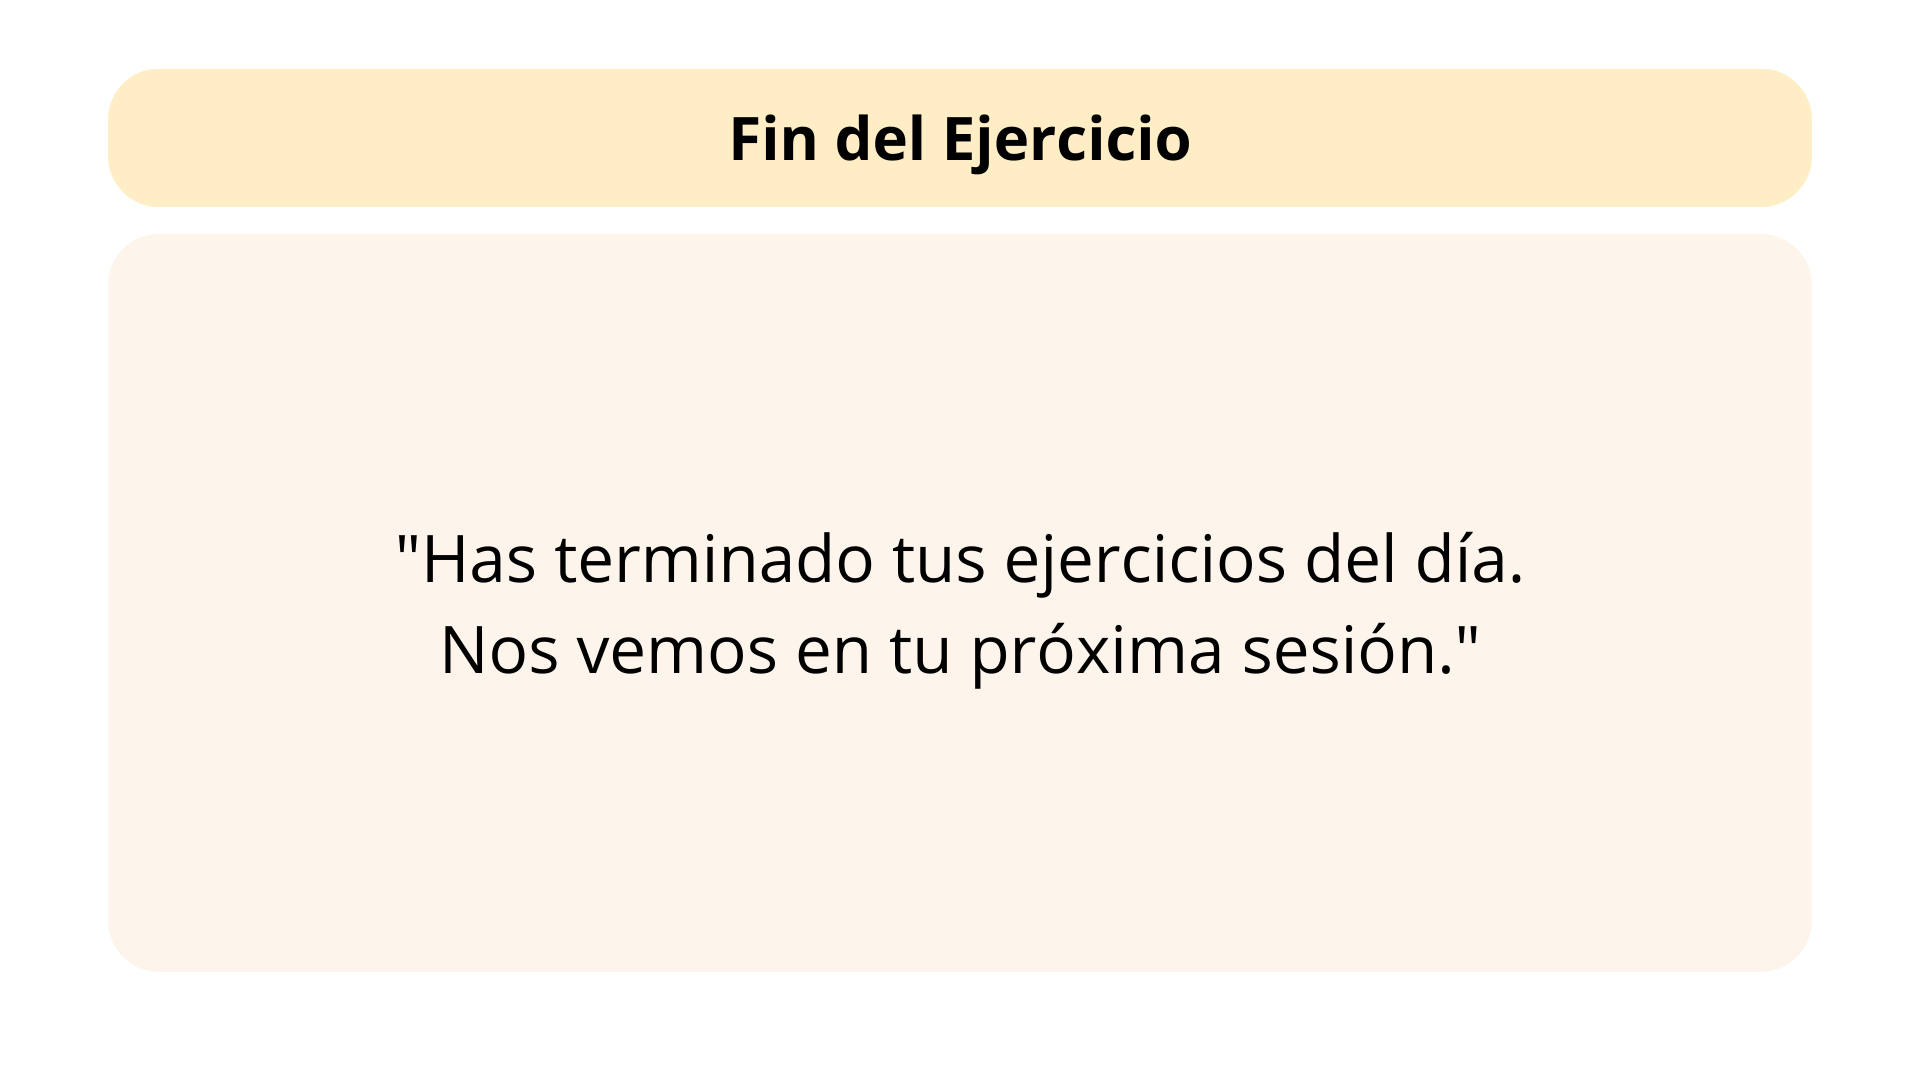 Fin del Ejercicio
"Has terminado tus ejercicios del día.
Nos vemos en tu próxima sesión."